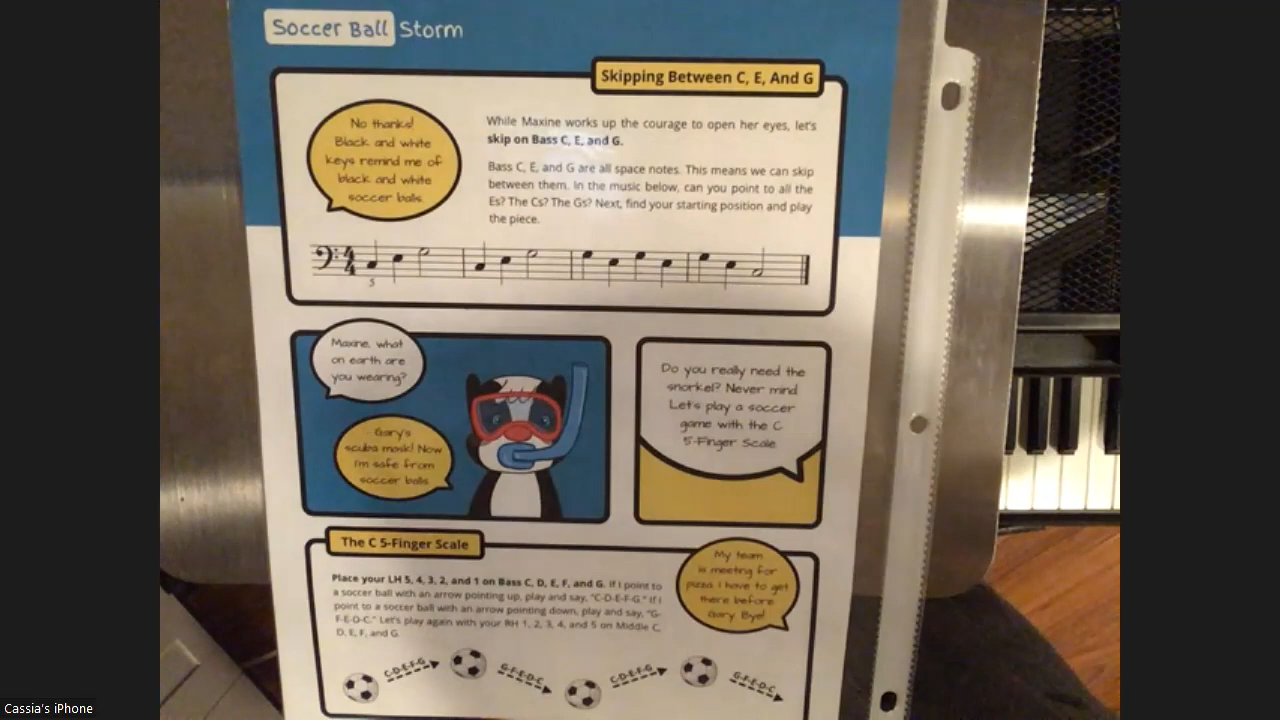 Soccer Ball Storm
Skipping Between C, E, And G
No thanks!
Black and white
keys remind me of
black and white
soccer balls.
While Maxine works up the courage to open her eyes, let's
skip on Bass C, E, and G.
Bass C, E, and G are all space notes. This means we can skip
between them. In the music below, can you point to all the
Es? The Cs? The Gs? Next, find your starting position and play
the piece.
4
4
5
Maxine, what
on earth are
you wearing?
Gary's
scuba mask! Now
I'm safe from
soccer balls.
Do you really need the
snorkel? Never mind.
Let's play a soccer
game with the C
5-Finger Scale.
The C 5-Finger Scale
Place your LH 5, 4, 3, 2, and 1 on Bass C, D, E, F, and G. If I point to
a soccer ball with an arrow pointing up, play and say, "C-D-E-F-G." If I
point to a soccer ball with an arrow pointing down, play and say, "G-
F-E-D-C." Let's play again with your RH 1, 2, 3, 4, and 5 on Middle C,
D, E, F, and G.
My team
is meeting for
pizza. I have to get
there before
Gary. Bye!
C-D-E-F-G
G-F-E-D-C
C-D-E-F-G
G-F-E-D-C
Cassia's iPhone